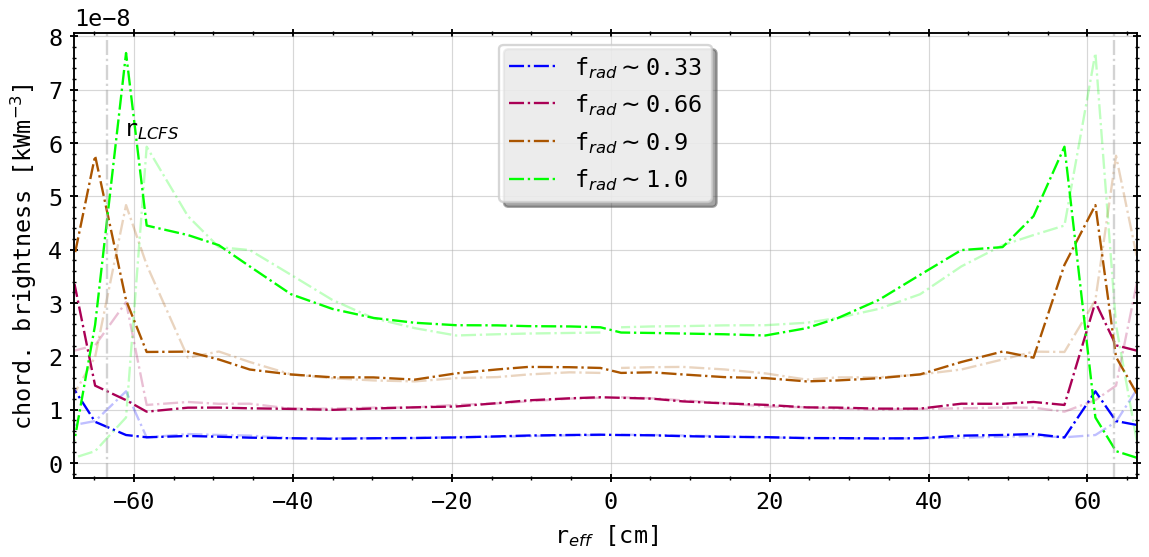 1e−8
8
7
6
5
4
3
2
1
0
chord. brightness [kWm⁻³]
r_LCFS
f_rad ~ 0.33
f_rad ~ 0.66
f_rad ~ 0.9
f_rad ~ 1.0
−60 −40 −20 0 20 40 60
r_eff [cm]